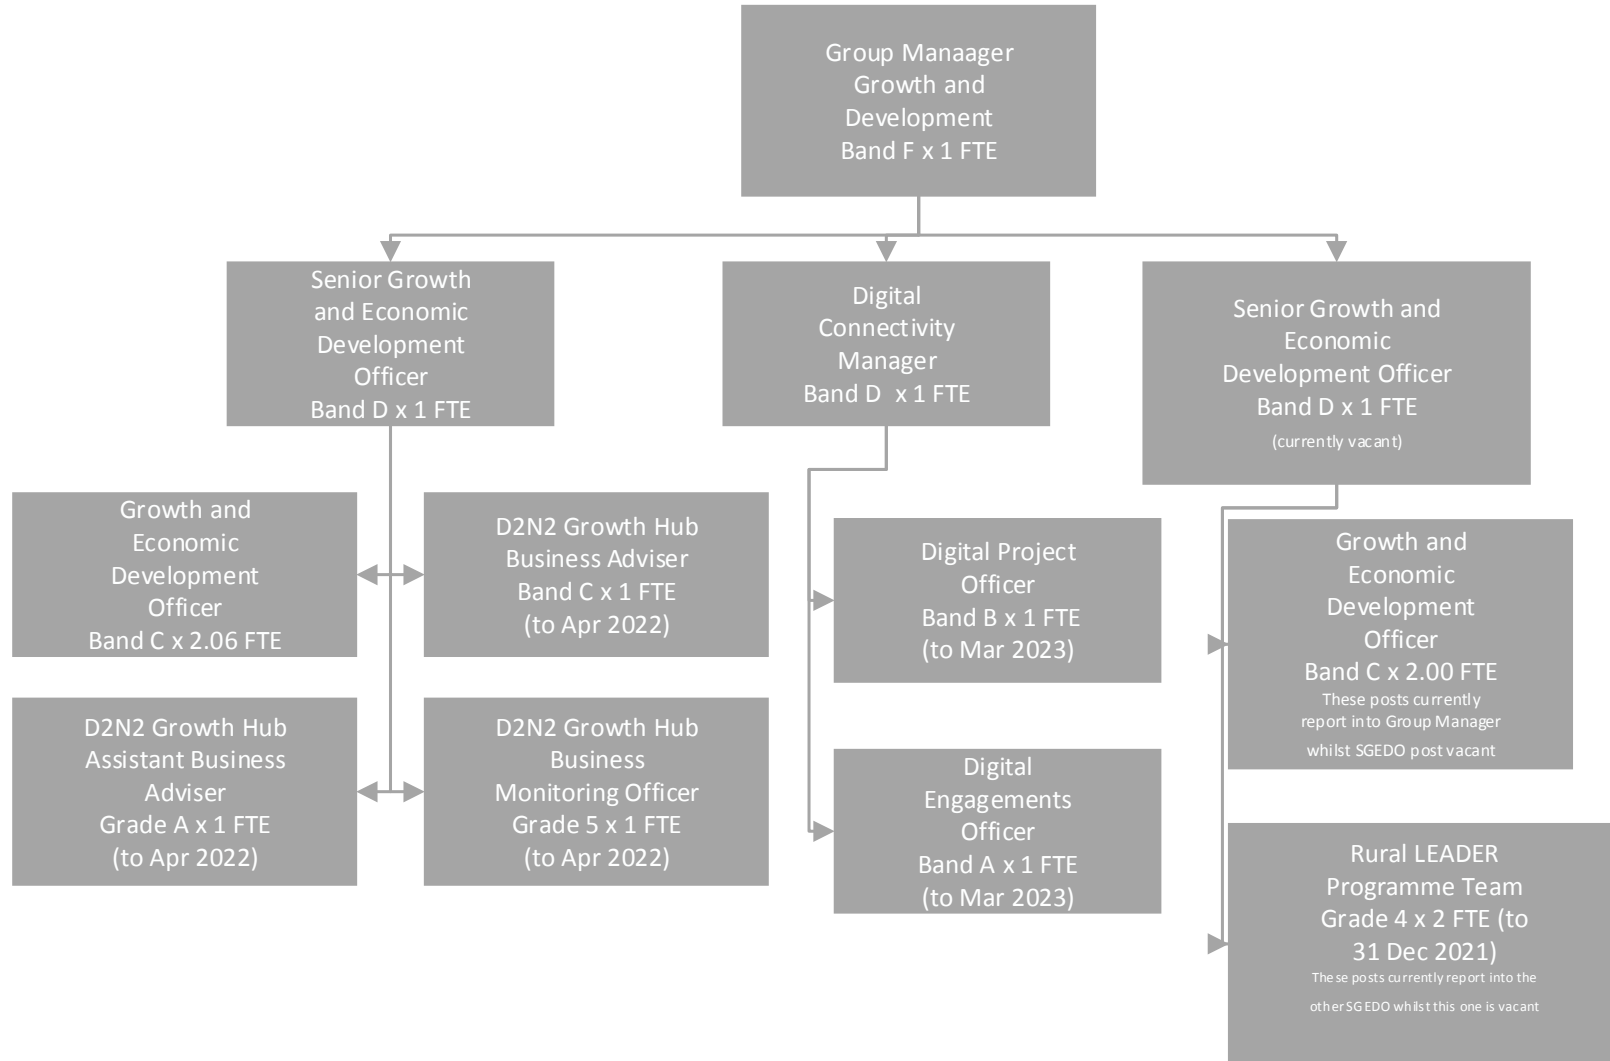 Group Manaager
Growth and
Development
Band F x 1 FTE
Senior Growth
and Economic
Development
Officer
Band D x 1 FTE
Digital
Connectivity
Manager
Band D x 1 FTE
Senior Growth and
Economic
Development Officer
Band D x 1 FTE
(currently vacant)
Growth and
Economic
Development
Officer
Band C x 2.06 FTE
D2N2 Growth Hub
Business Adviser
Band C x 1 FTE
(to Apr 2022)
Digital Project
Officer
Band B x 1 FTE
(to Mar 2023)
Growth and
Economic
Development
Officer
Band C x 2.00 FTE
These posts currently
report into Group Manager
whilst SGEDO post vacant
D2N2 Growth Hub
Assistant Business
Adviser
Grade A x 1 FTE
(to Apr 2022)
D2N2 Growth Hub
Business
Monitoring Officer
Grade 5 x 1 FTE
(to Apr 2022)
Digital
Engagements
Officer
Band A x 1 FTE
(to Mar 2023)
Rural LEADER
Programme Team
Grade 4 x 2 FTE (to
31 Dec 2021)
These posts currently report into the
other SGEDO whilst this one is vacant